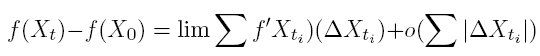 f(X_t)−f(X_0) = lim ∑ f′X_{t_i})(ΔX_{t_i})+o(∑ |ΔX_{t_i}|)